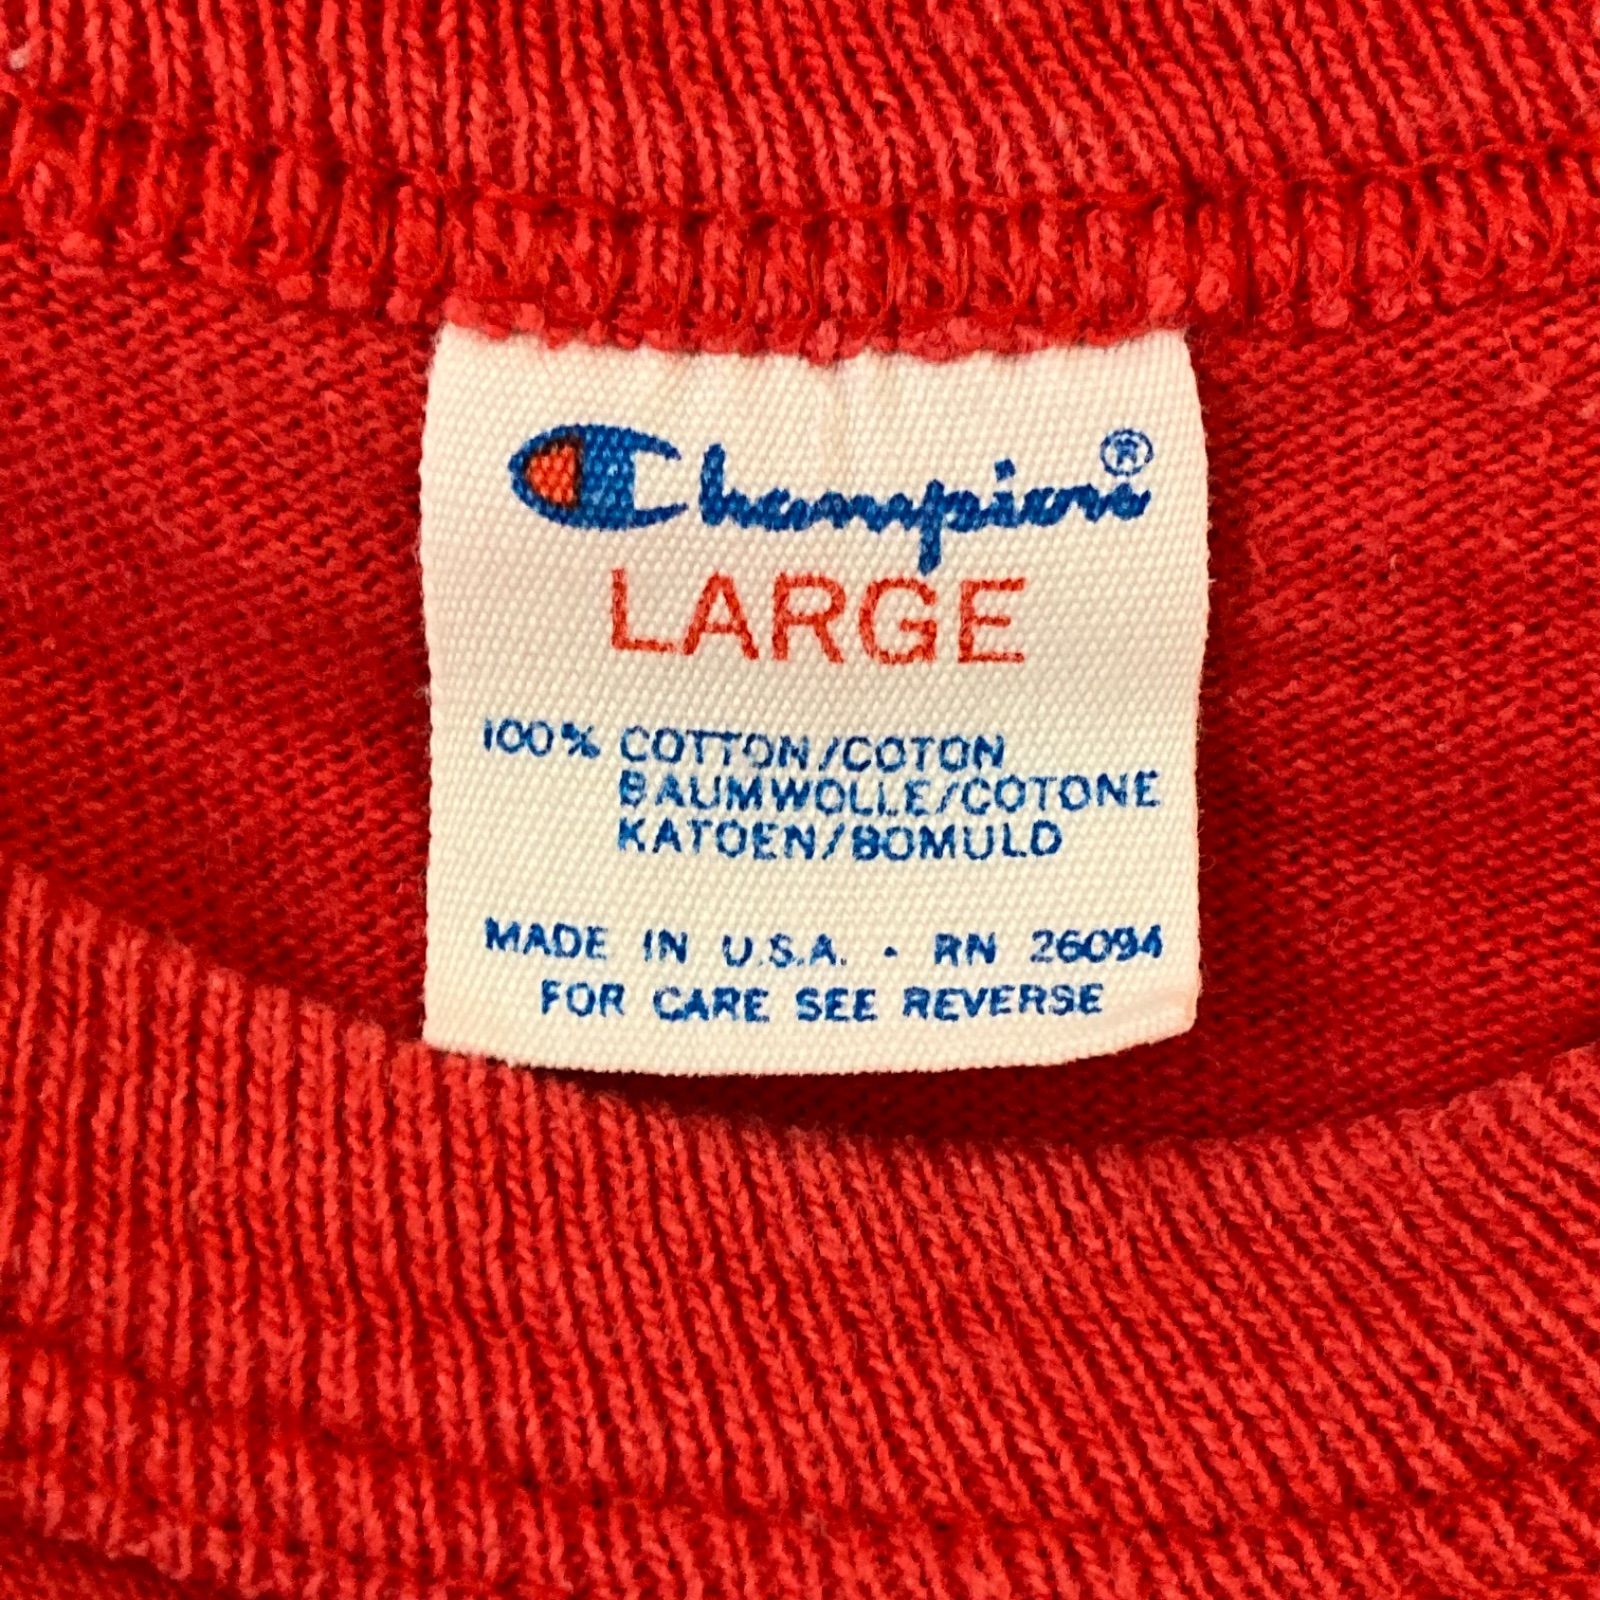 Champion®
LARGE
100% COTTON/COTON
BAUMWOLLE/COTONE
KATOEN/BOMULD
MADE IN U.S.A. • RN 26094
FOR CARE SEE REVERSE